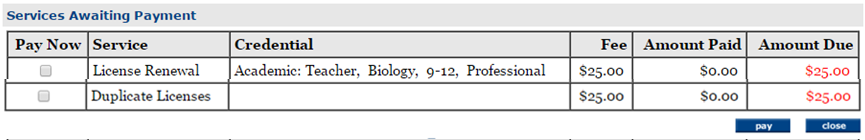 Services Awaiting Payment
Pay Now Service Credential Fee Amount Paid Amount Due
License Renewal Academic: Teacher, Biology, 9-12, Professional $25.00 $0.00 $25.00
Duplicate Licenses $25.00 $0.00 $25.00
pay close